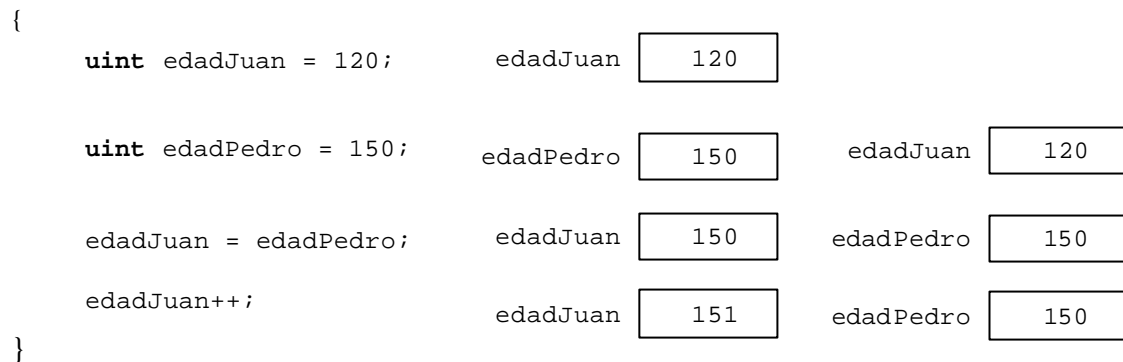 {
uint edadJuan = 120; edadJuan 120
uint edadPedro = 150; edadPedro 150 edadJuan 120
edadJuan = edadPedro; edadJuan 150 edadPedro 150
edadJuan++; edadJuan 151 edadPedro 150
}